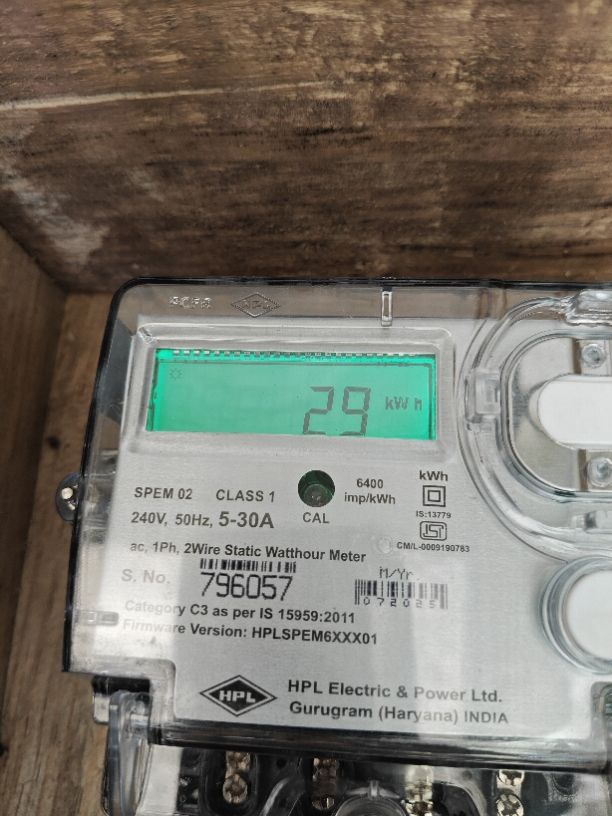 HPL
29 kWh
SPEM 02 CLASS 1
6400 imp/kWh
kWh
240V, 50Hz, 5-30A
CAL
IS:13779
ISI
CM/L-0009190783
ac, 1Ph, 2Wire Static Watthour Meter
S. No. 796057
M/Yr.
072025
Category C3 as per IS 15959:2011
Firmware Version: HPLSPEM6XXX01
HPL
HPL Electric & Power Ltd.
Gurugram (Haryana) INDIA